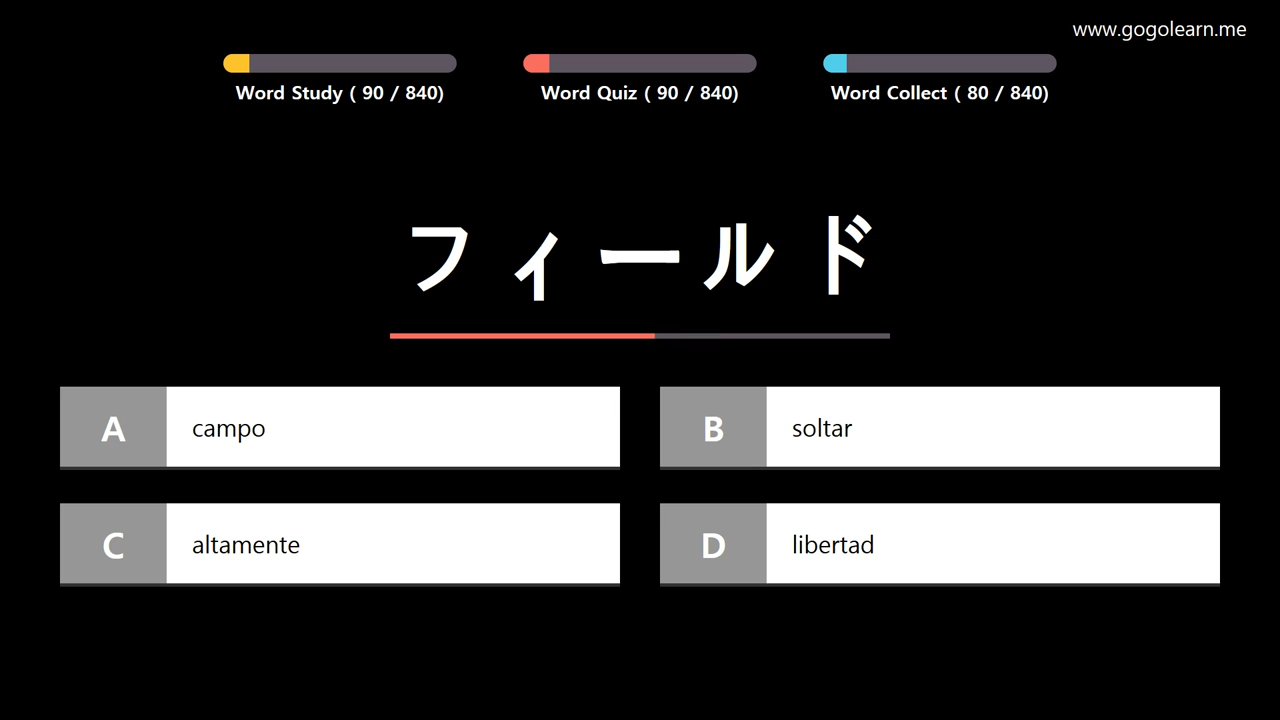 www.gogolearn.me
Word Study ( 90 / 840)
Word Quiz ( 90 / 840)
Word Collect ( 80 / 840)
フィールド
A campo
B soltar
C altamente
D libertad